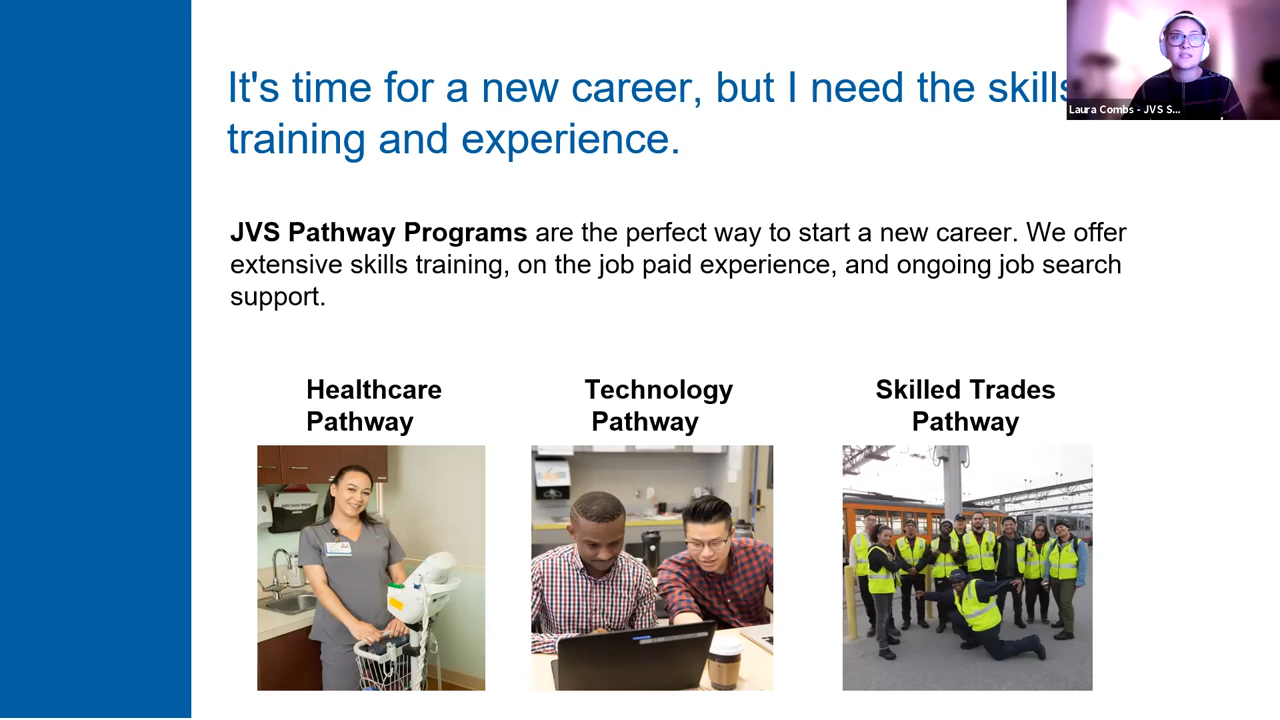 It's time for a new career, but I need the skills
training and experience.
Laura Combs - JVS S...
JVS Pathway Programs are the perfect way to start a new career. We offer
extensive skills training, on the job paid experience, and ongoing job search
support.
Healthcare
Pathway
Technology
Pathway
Skilled Trades
Pathway